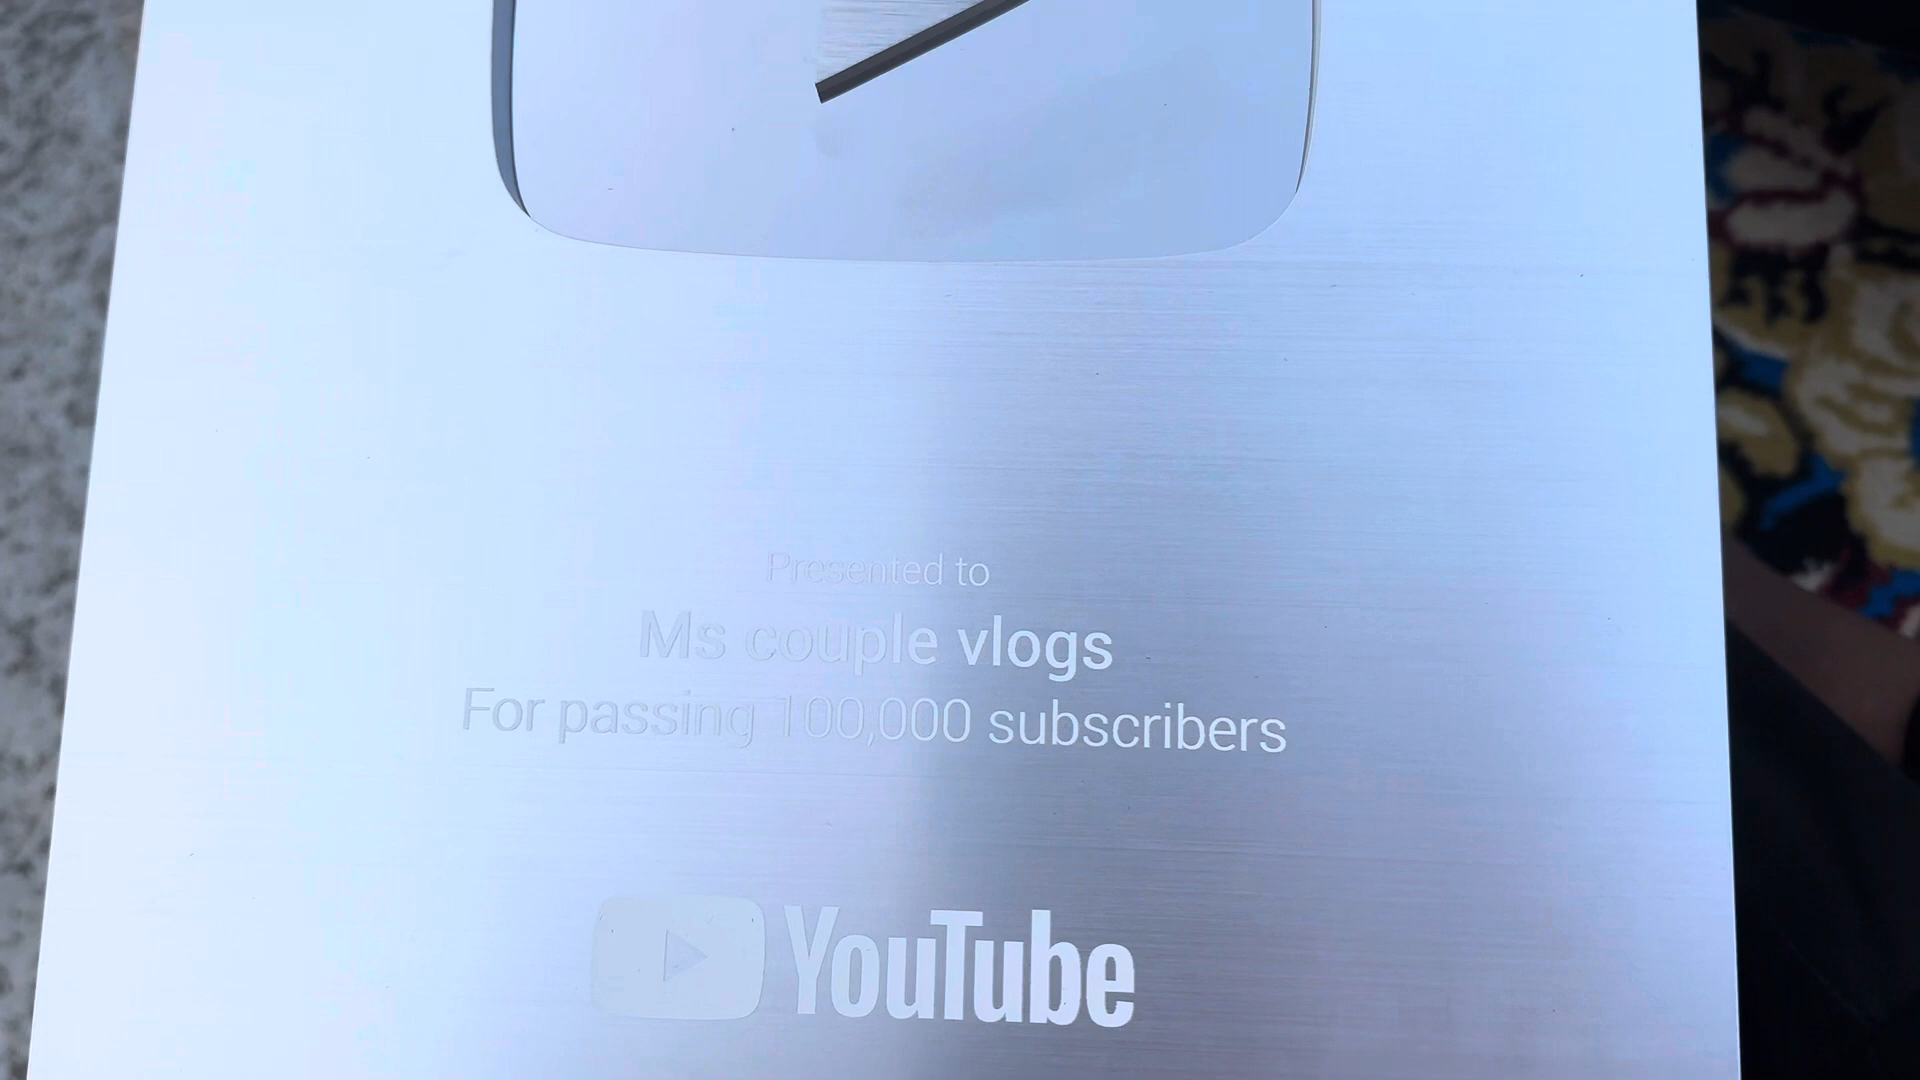 Presented to
Ms couple vlogs
For passing 100,000 subscribers
YouTube